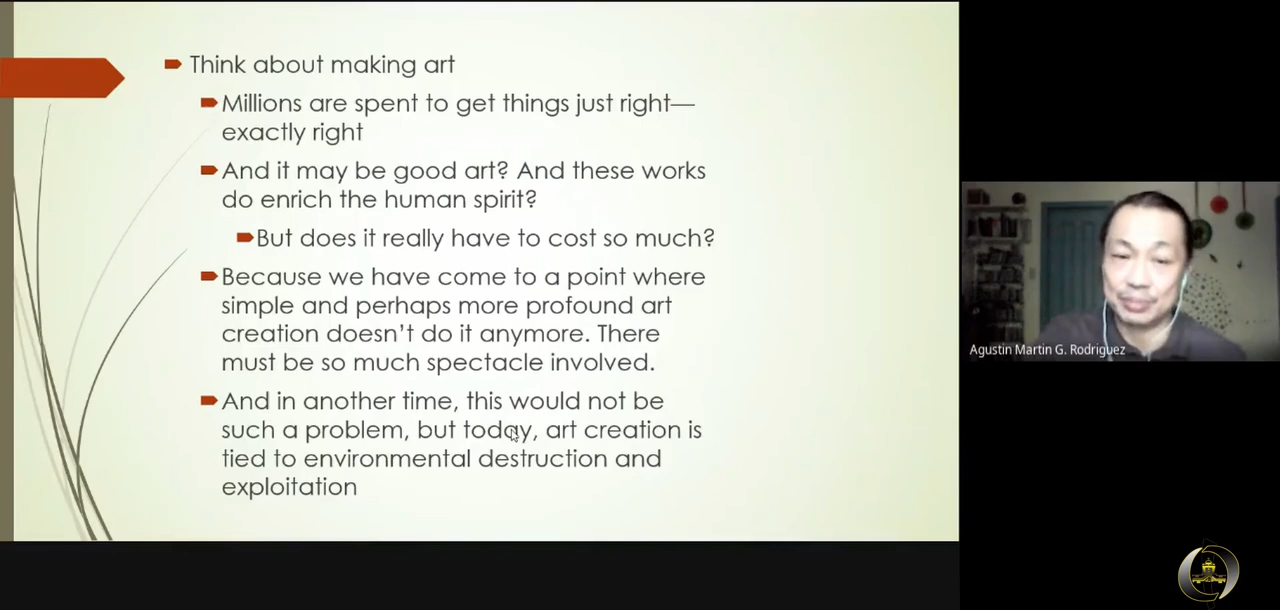 Think about making art
Millions are spent to get things just right—
exactly right
And it may be good art? And these works
do enrich the human spirit?
But does it really have to cost so much?
Because we have come to a point where
simple and perhaps more profound art
creation doesn't do it anymore. There
must be so much spectacle involved.
And in another time, this would not be
such a problem, but today, art creation is
tied to environmental destruction and
exploitation
Agustin Martin G. Rodriguez